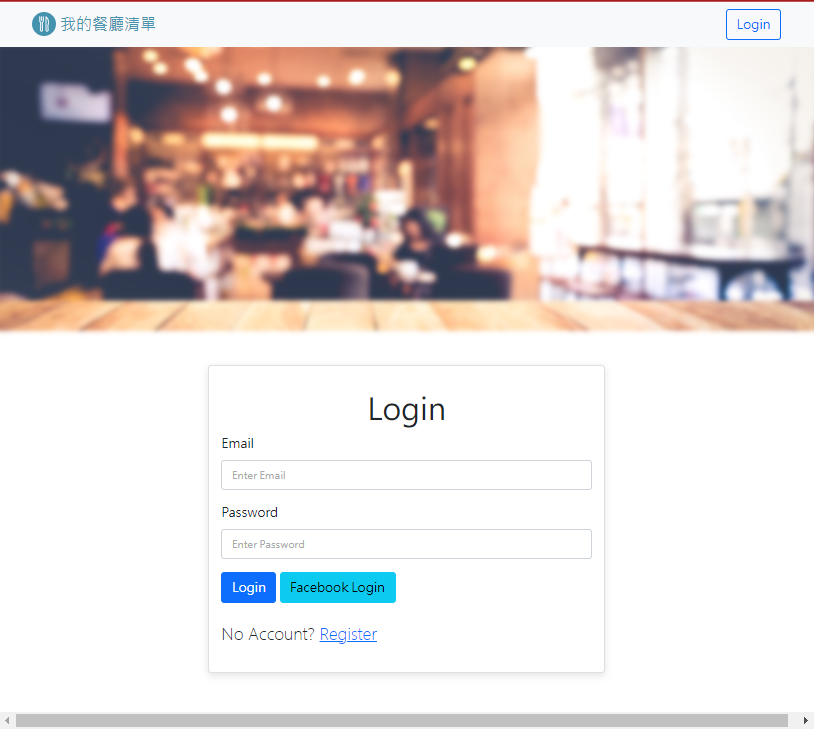 我的餐廳清單
Login
Login
Email
Enter Email
Password
Enter Password
Login Facebook Login
No Account? Register